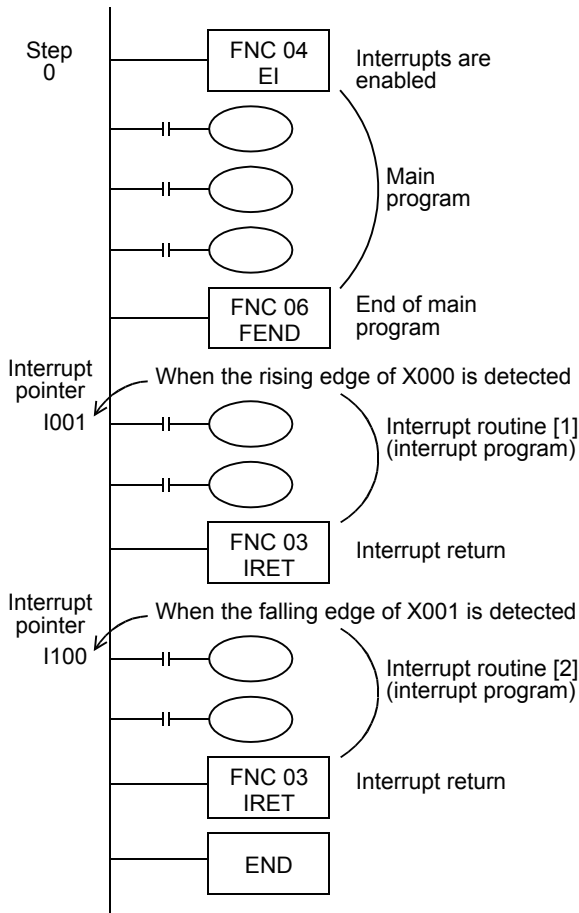 Step
0
FNC 04
EI
Interrupts are
enabled
Main
program
FNC 06
FEND
End of main
program
Interrupt
pointer
I001
When the rising edge of X000 is detected
Interrupt routine [1]
(interrupt program)
FNC 03
IRET
Interrupt return
Interrupt
pointer
I100
When the falling edge of X001 is detected
Interrupt routine [2]
(interrupt program)
FNC 03
IRET
Interrupt return
END